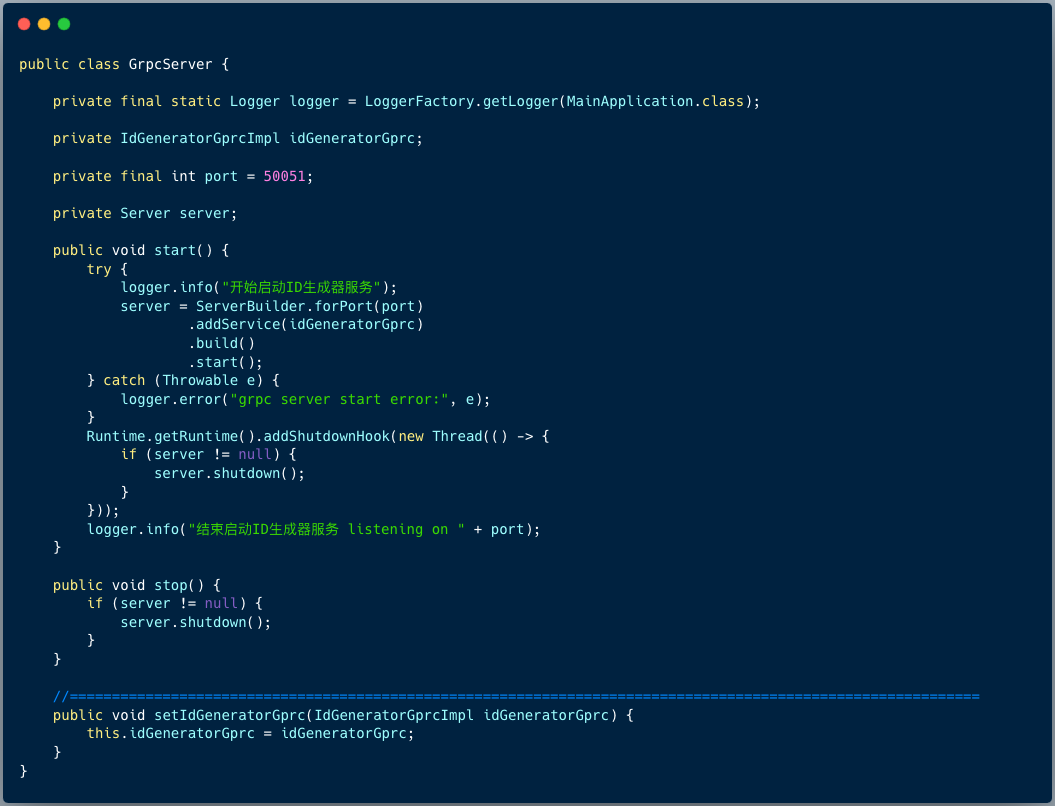 public class GrpcServer {
    private final static Logger logger = LoggerFactory.getLogger(MainApplication.class);
    private IdGeneratorGprcImpl idGeneratorGprc;
    private final int port = 50051;
    private Server server;
    public void start() {
        try {
            logger.info("开始启动ID生成器服务");
            server = ServerBuilder.forPort(port)
                    .addService(idGeneratorGprc)
                    .build()
                    .start();
        } catch (Throwable e) {
            logger.error("grpc server start error:", e);
        }
        Runtime.getRuntime().addShutdownHook(new Thread(() -> {
            if (server != null) {
                server.shutdown();
            }
        }));
        logger.info("结束启动ID生成器服务 listening on " + port);
    }
    public void stop() {
        if (server != null) {
            server.shutdown();
        }
    }
    //============================================================================================================
    public void setIdGeneratorGprc(IdGeneratorGprcImpl idGeneratorGprc) {
        this.idGeneratorGprc = idGeneratorGprc;
    }
}